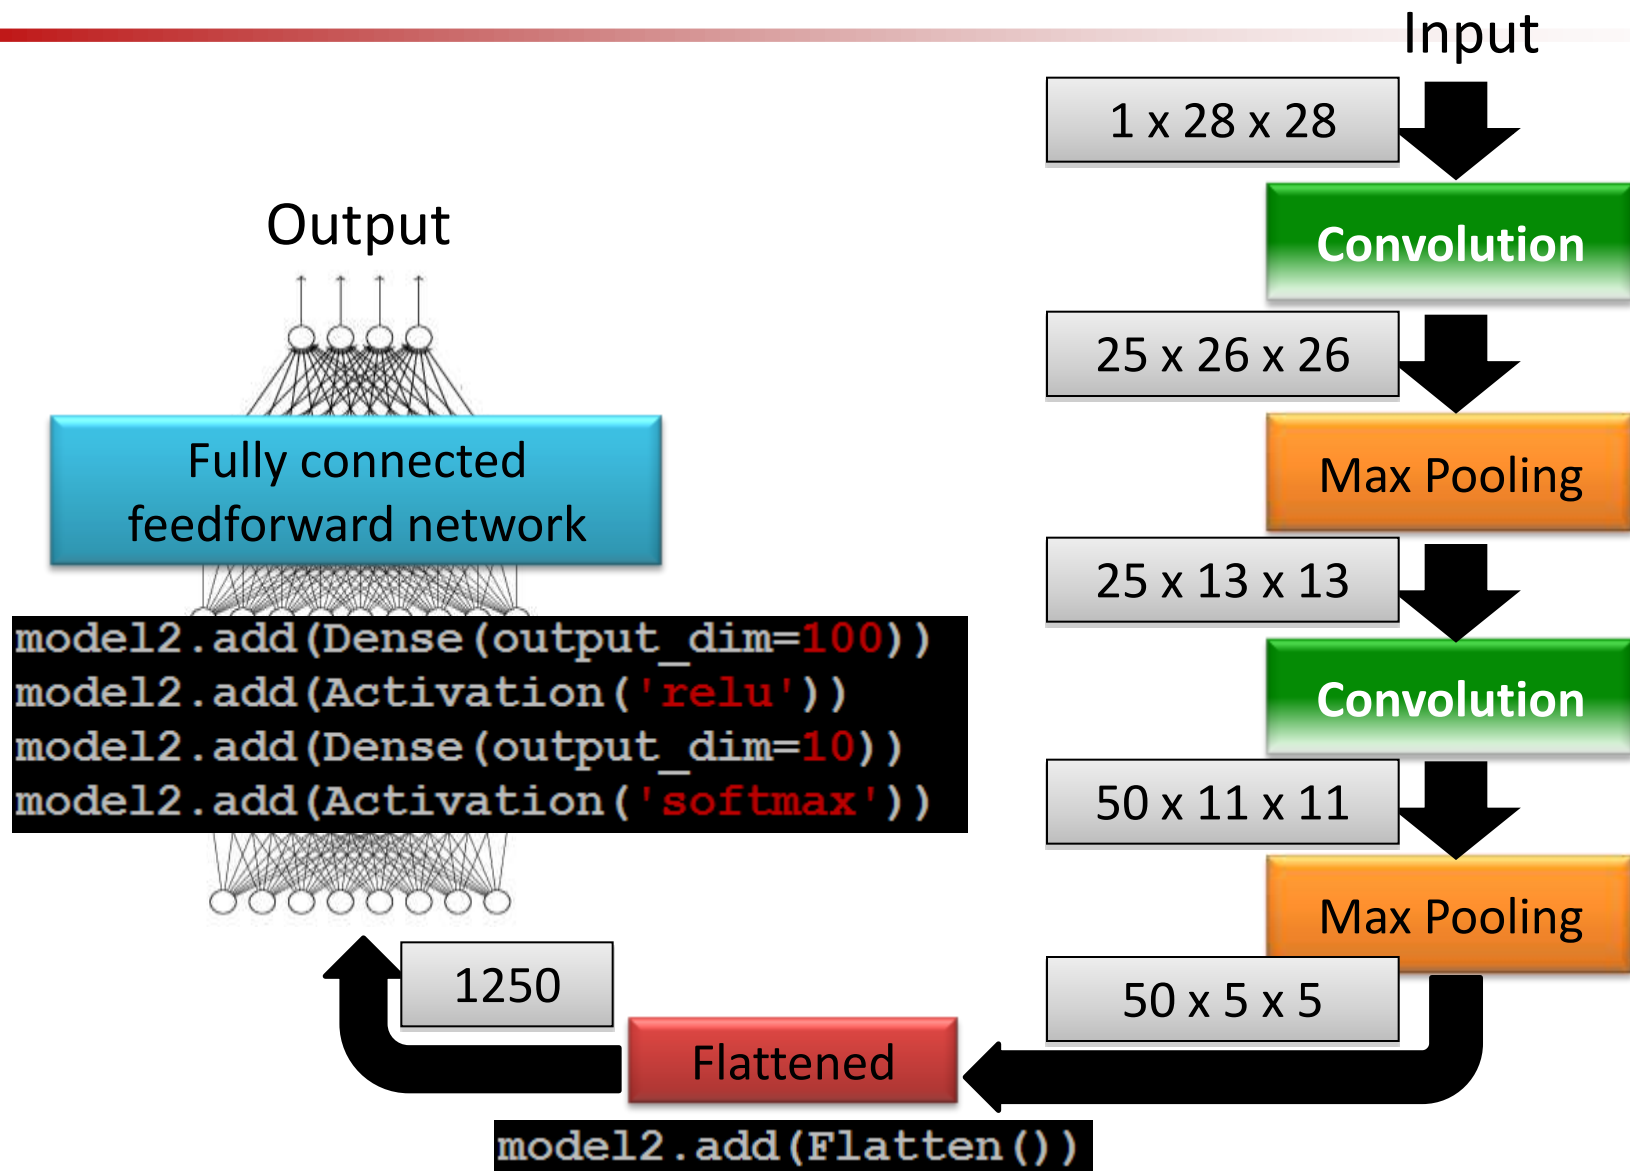 Input
1 x 28 x 28
Convolution
25 x 26 x 26
Max Pooling
25 x 13 x 13
Convolution
50 x 11 x 11
Max Pooling
50 x 5 x 5
Flattened
model2.add(Flatten())
1250
Output
Fully connected
feedforward network
model2.add(Dense(output_dim=100))
model2.add(Activation('relu'))
model2.add(Dense(output_dim=10))
model2.add(Activation('softmax'))